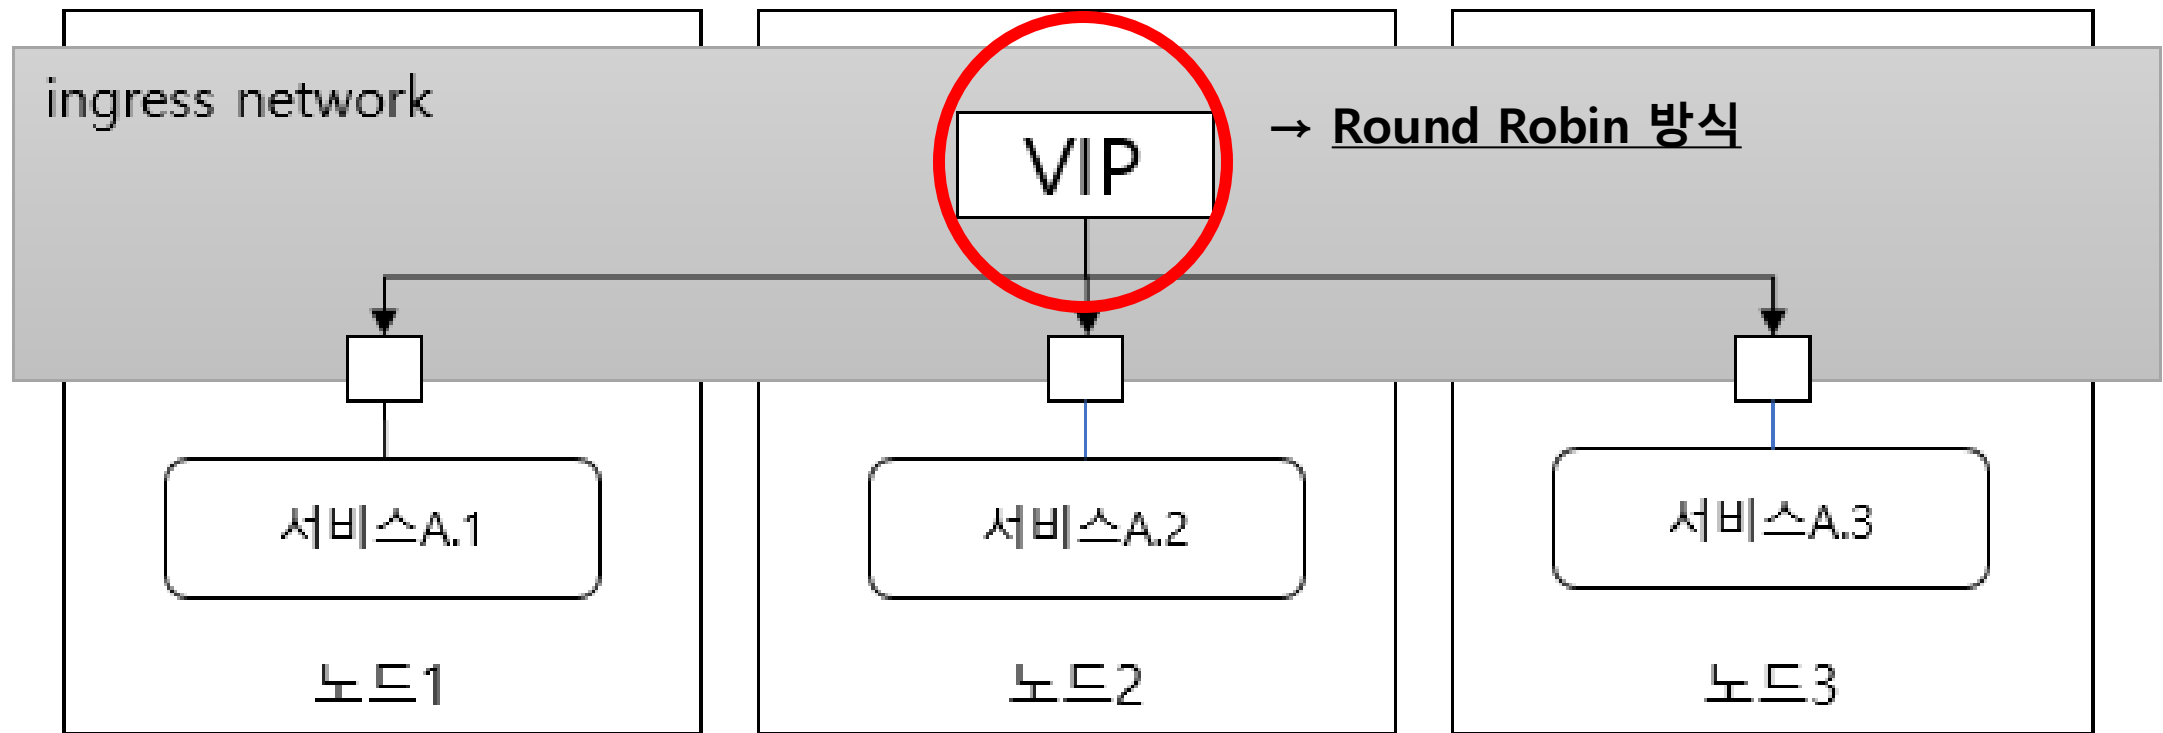 ingress network
VIP
→ Round Robin 방식
서비스A.1
서비스A.2
서비스A.3
노드1
노드2
노드3